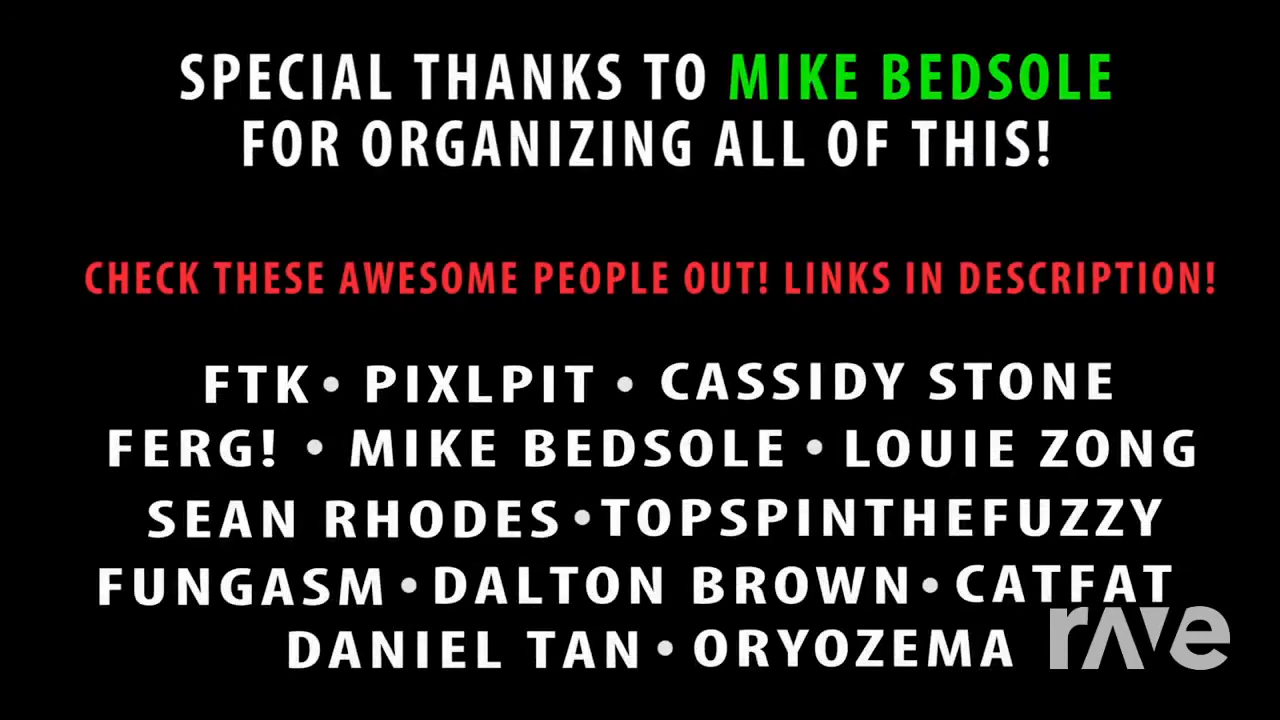 SPECIAL THANKS TO MIKE BEDSOLE
FOR ORGANIZING ALL OF THIS!
CHECK THESE AWESOME PEOPLE OUT! LINKS IN DESCRIPTION!
FTK • PIXLPIT • CASSIDY STONE
FERG! • MIKE BEDSOLE • LOUIE ZONG
SEAN RHODES • TOPSPINTHEFUZZY
FUNGASM • DALTON BROWN • CATFAT
DANIEL TAN • ORYOZEMA
rave